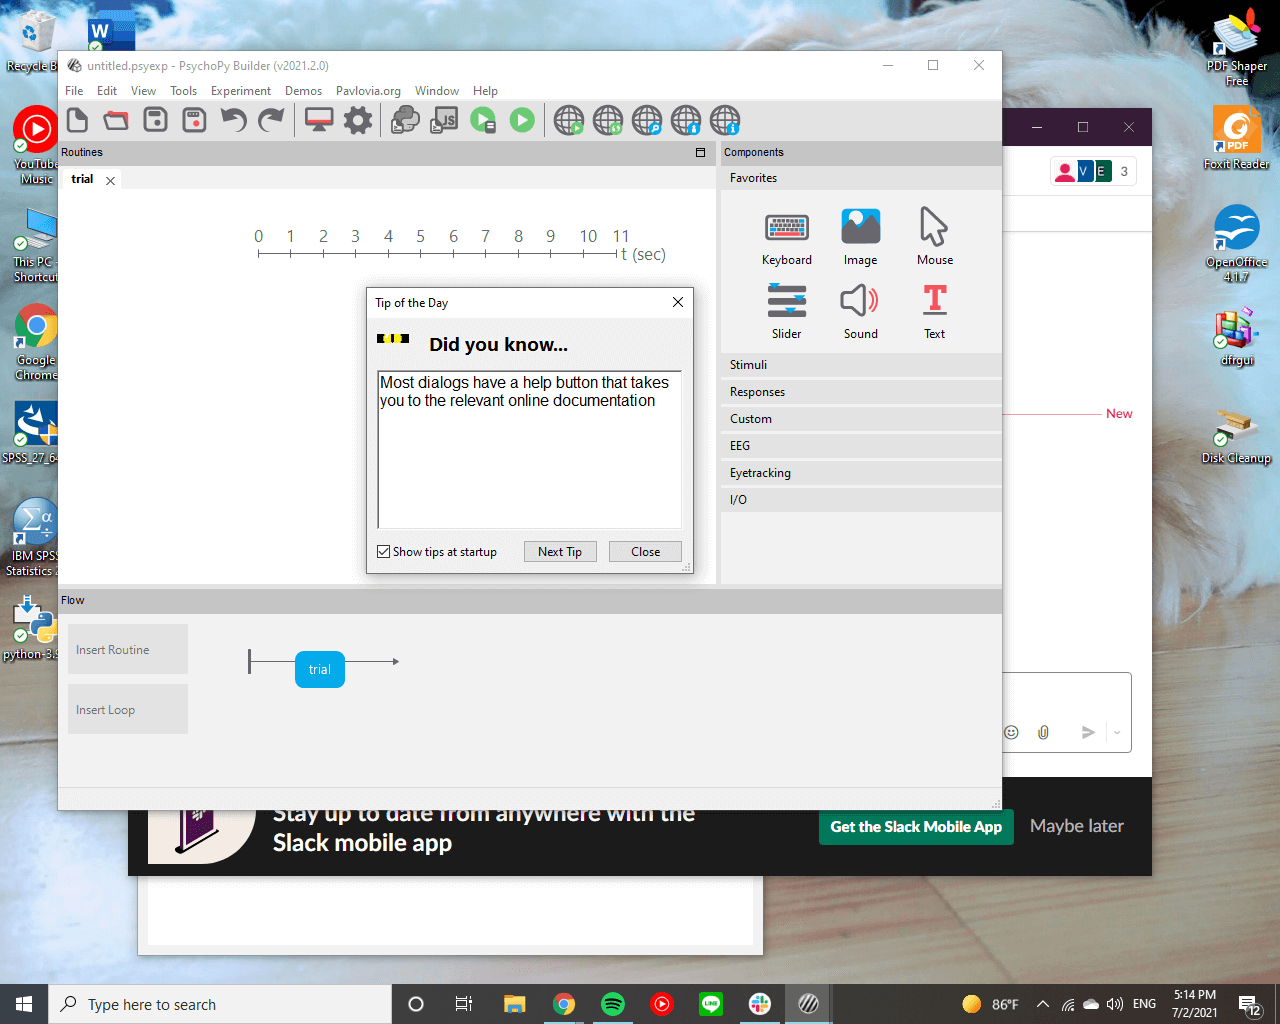 Recycle B
W
YouTube
Music
This PC -
Shortcut
Google
Chrome
SPSS_27_64
IBM SPSS
Statistics 2
python-3.9
untitled.psyexp - PsychoPy Builder (v2021.2.0)
File Edit View Tools Experiment Demos Pavlovia.org Window Help
JS
Routines
trial
0 1 2 3 4 5 6 7 8 9 10 11
t (sec)
Components
Favorites
Keyboard Image Mouse
T
Slider Sound Text
Stimuli
Responses
Custom
EEG
Eyetracking
I/O
Tip of the Day
Did you know...
Most dialogs have a help button that takes
you to the relevant online documentation
Show tips at startup Next Tip Close
Flow
Insert Routine
Insert Loop
trial
V E 3
New
Stay up to date from anywhere with the
Slack mobile app
Get the Slack Mobile App Maybe later
PDF Shaper
Free
PDF
Foxit Reader
OpenOffice
4.1.7
dfrgui
Disk Cleanup
Type here to search
LINE
86°F
ENG
5:14 PM
7/2/2021
12